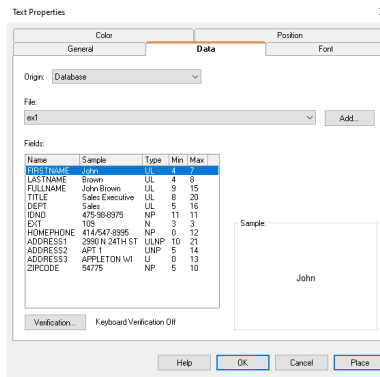 Text Properties
Color Position
General Data Font
Origin: Database
File:
ex1 Add...
Fields:
Name Sample Type Min Max
FIRSTNAME John UL 4 7
LASTNAME Brown UL 4 8
FULLNAME John Brown UL 9 15
TITLE Sales Executive UL 8 20
DEPT Sales UL 5 16
IDNO 475-98-8975 NP 11 11
EXT 109 N 3 3
HOMEPHONE 414/547-8995 NP 0 12
ADDRESS1 2990 N 24TH ST ULNP 10 21
ADDRESS2 APT 1 UNP 5 14
ADDRESS3 APPLETON WI U 0 13
ZIPCODE 54775 NP 5 10
Sample:
John
Verification... Keyboard Verification Off
Help OK Cancel Place